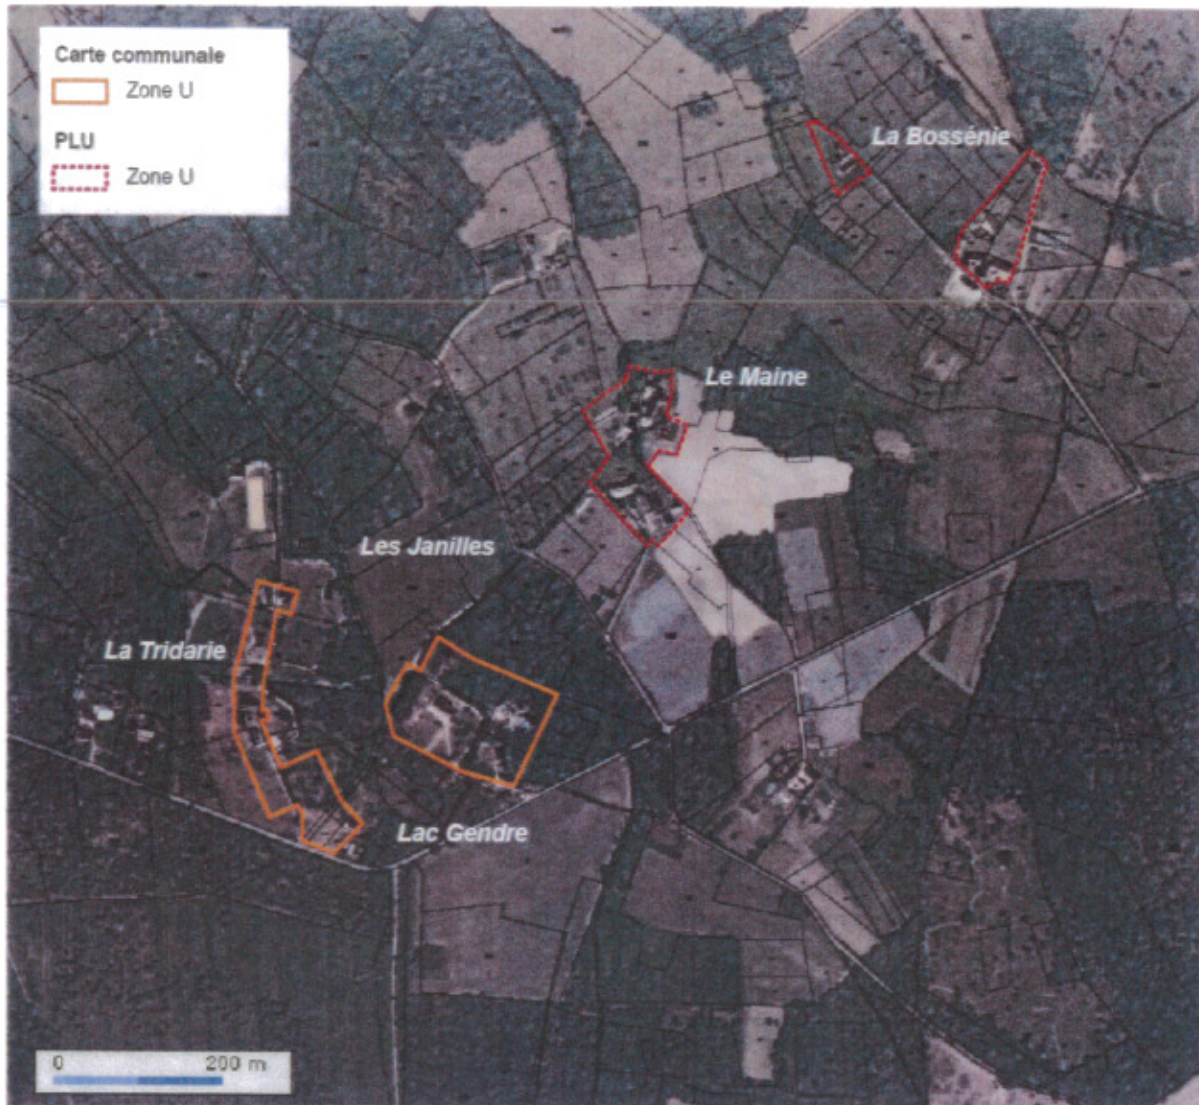 Carte communale
Zone U
PLU
Zone U
La Bossénie
Le Maine
Les Janilles
La Tridarie
Lac Gendre
0 200 m